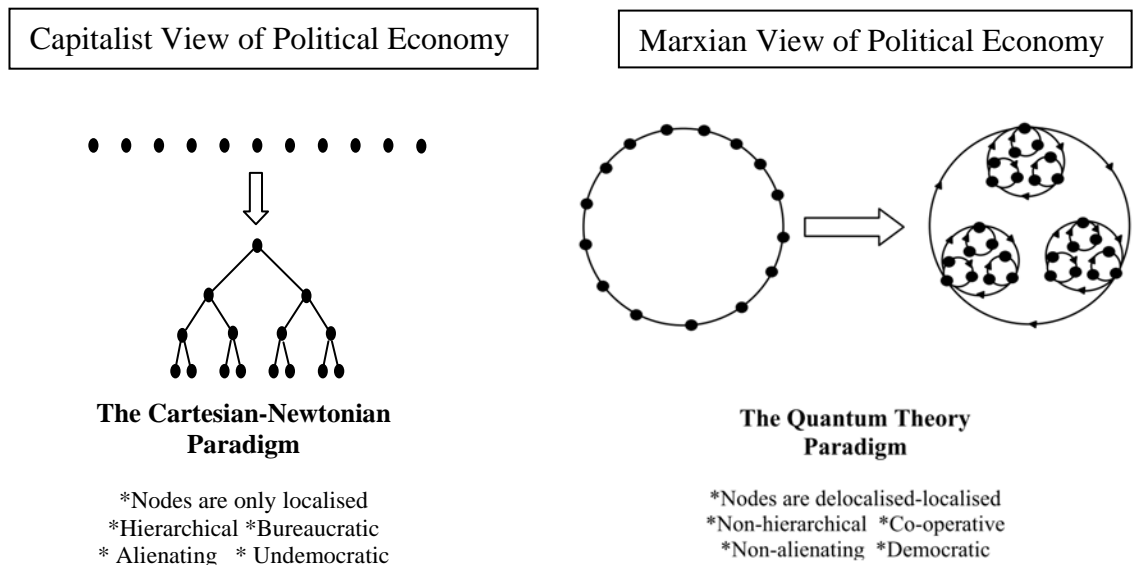 Capitalist View of Political Economy
Marxian View of Political Economy
The Cartesian-Newtonian
Paradigm
*Nodes are only localised
*Hierarchical *Bureaucratic
* Alienating * Undemocratic
The Quantum Theory
Paradigm
*Nodes are delocalised-localised
*Non-hierarchical *Co-operative
*Non-alienating *Democratic